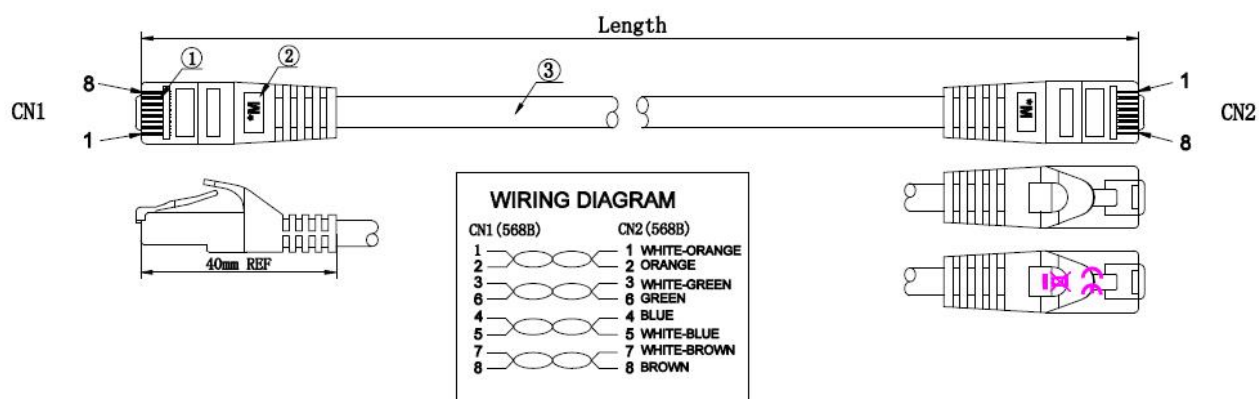 Length
① ② ③
8 *M *M 1
CN1 CN2
1 8
40mm REF
WIRING DIAGRAM
CN1(568B) CN2(568B)
1 1 WHITE-ORANGE
2 2 ORANGE
3 3 WHITE-GREEN
6 6 GREEN
4 4 BLUE
5 5 WHITE-BLUE
7 7 WHITE-BROWN
8 8 BROWN
CE